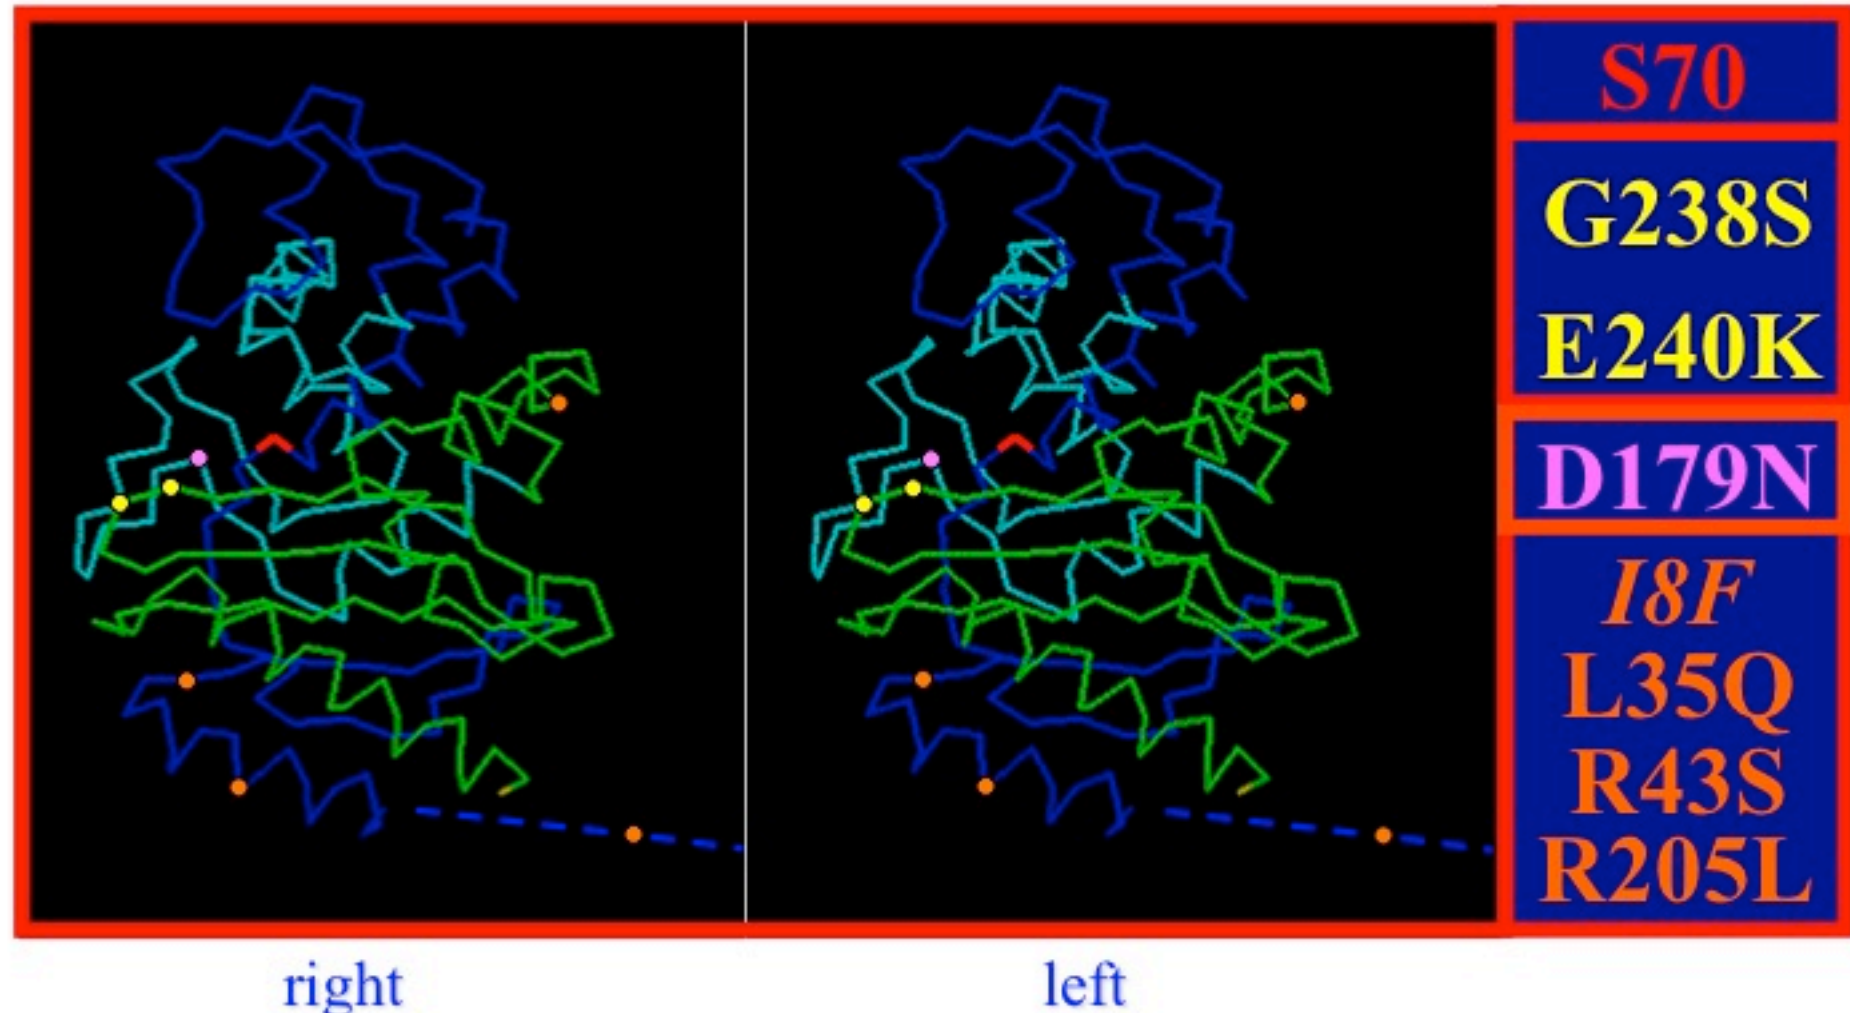 S70
G238S
E240K
D179N
I8F
L35Q
R43S
R205L
right
left